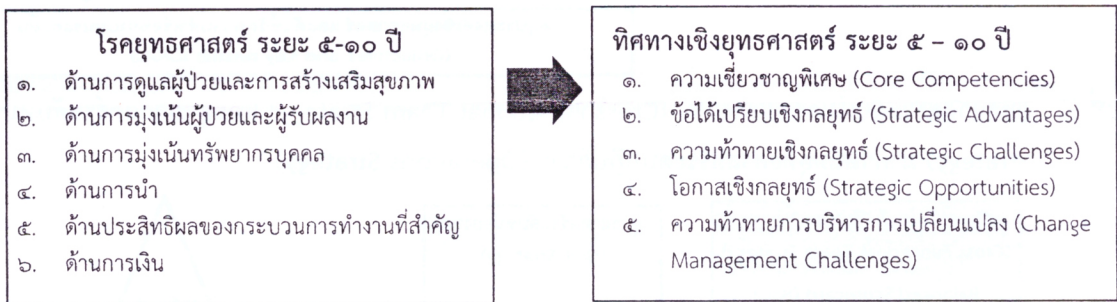 โรคยุทธศาสตร์ ระยะ ๕-๑๐ ปี
๑. ด้านการดูแลผู้ป่วยและการสร้างเสริมสุขภาพ
๒. ด้านการมุ่งเน้นผู้ป่วยและผู้รับผลงาน
๓. ด้านการมุ่งเน้นทรัพยากรบุคคล
๔. ด้านการนำ
๕. ด้านประสิทธิผลของกระบวนการทำงานที่สำคัญ
๖. ด้านการเงิน
ทิศทางเชิงยุทธศาสตร์ ระยะ ๕ – ๑๐ ปี
๑. ความเชี่ยวชาญพิเศษ (Core Competencies)
๒. ข้อได้เปรียบเชิงกลยุทธ์ (Strategic Advantages)
๓. ความท้าทายเชิงกลยุทธ์ (Strategic Challenges)
๔. โอกาสเชิงกลยุทธ์ (Strategic Opportunities)
๕. ความท้าทายการบริหารการเปลี่ยนแปลง (Change
Management Challenges)